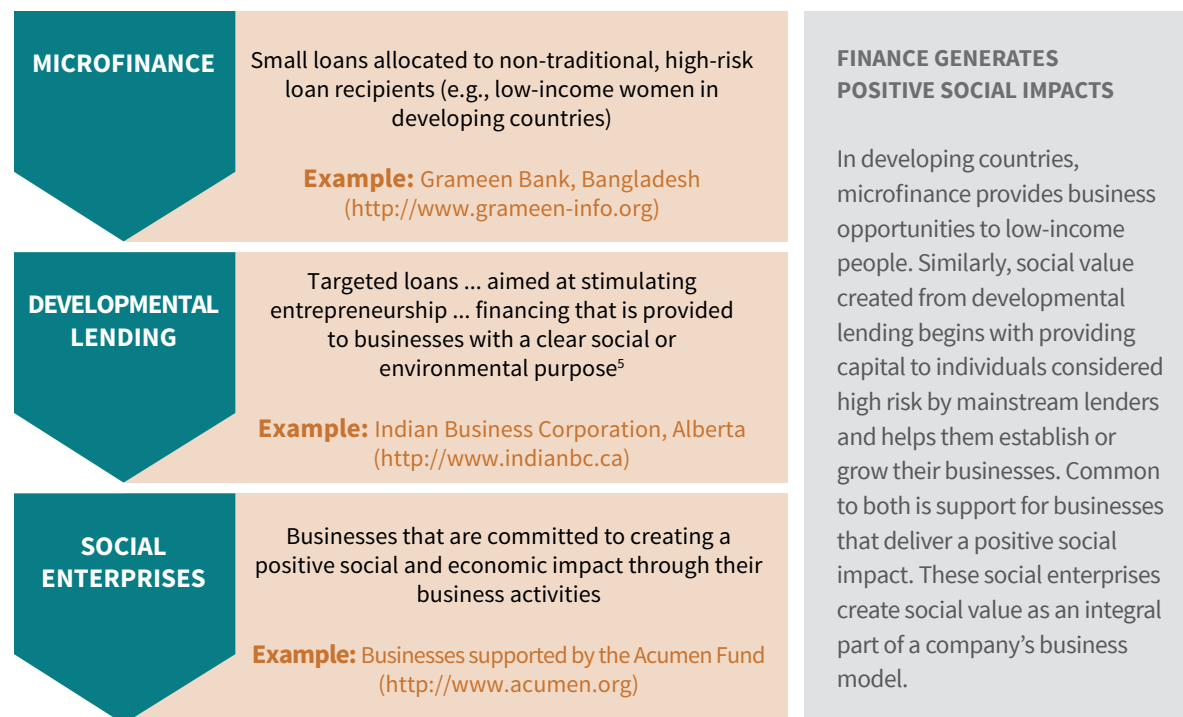 MICROFINANCE
Small loans allocated to non-traditional, high-risk
loan recipients (e.g., low-income women in
developing countries)
Example: Grameen Bank, Bangladesh
(http://www.grameen-info.org)
DEVELOPMENTAL
LENDING
Targeted loans ... aimed at stimulating
entrepreneurship ... financing that is provided
to businesses with a clear social or
environmental purpose⁵
Example: Indian Business Corporation, Alberta
(http://www.indianbc.ca)
SOCIAL
ENTERPRISES
Businesses that are committed to creating a
positive social and economic impact through their
business activities
Example: Businesses supported by the Acumen Fund
(http://www.acumen.org)
FINANCE GENERATES
POSITIVE SOCIAL IMPACTS
In developing countries,
microfinance provides business
opportunities to low-income
people. Similarly, social value
created from developmental
lending begins with providing
capital to individuals considered
high risk by mainstream lenders
and helps them establish or
grow their businesses. Common
to both is support for businesses
that deliver a positive social
impact. These social enterprises
create social value as an integral
part of a company’s business
model.